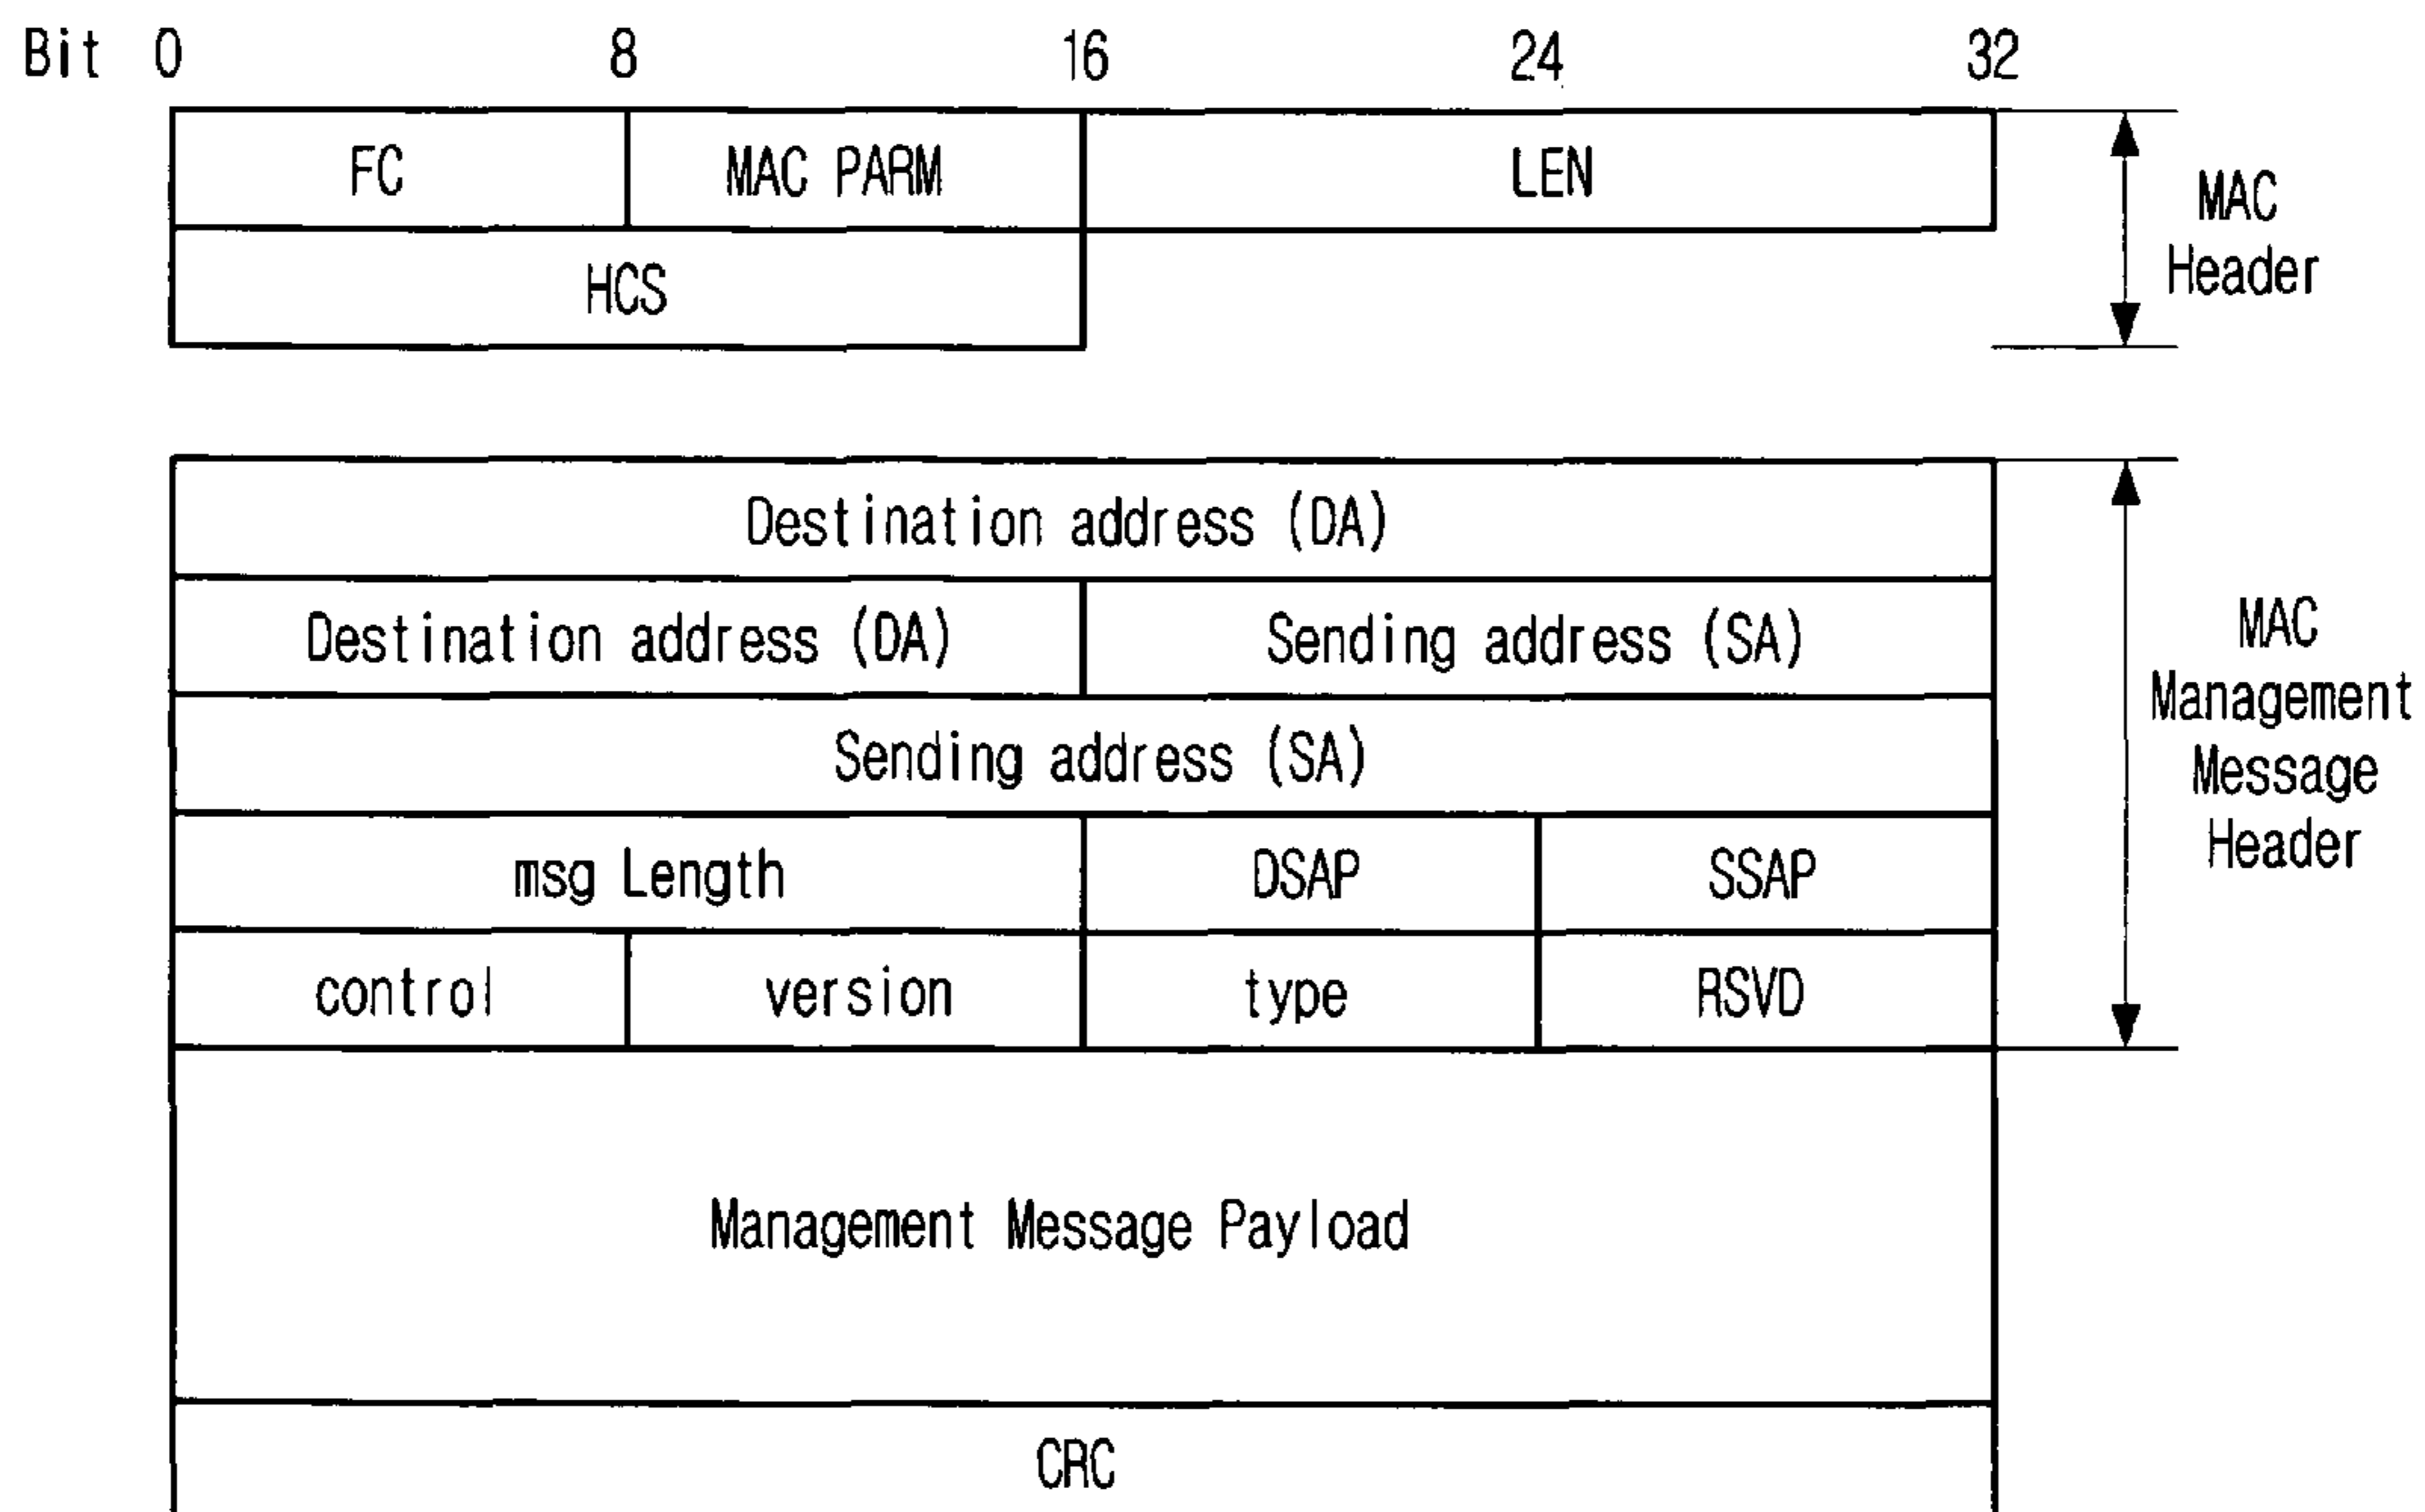 Bit 0 8 16 24 32
FC MAC PARM LEN
HCS
MAC
Header
Destination address (DA)
Destination address (DA) Sending address (SA)
Sending address (SA)
msg Length DSAP SSAP
control version type RSVD
MAC
Management
Message
Header
Management Message Payload
CRC